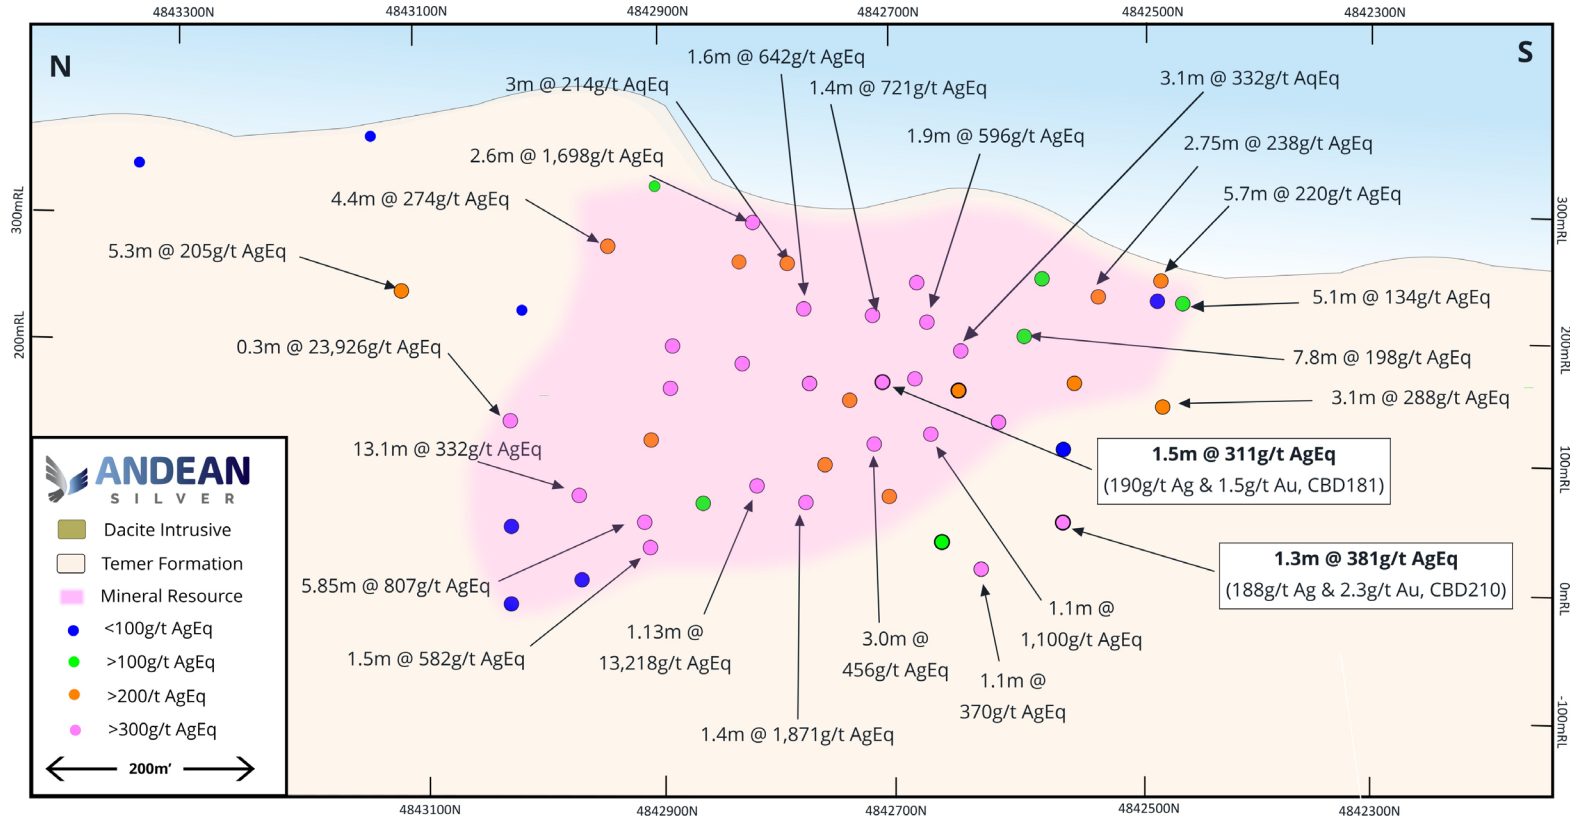 4843300N
4843100N
4842900N
4842700N
4842500N
4842300N
N
S
1.6m @ 642g/t AgEq
3m @ 214g/t AqEq
1.4m @ 721g/t AgEq
3.1m @ 332g/t AqEq
1.9m @ 596g/t AgEq
2.75m @ 238g/t AgEq
2.6m @ 1,698g/t AgEq
4.4m @ 274g/t AgEq
5.7m @ 220g/t AgEq
300mRL
300mRL
5.3m @ 205g/t AgEq
5.1m @ 134g/t AgEq
200mRL
200mRL
0.3m @ 23,926g/t AgEq
7.8m @ 198g/t AgEq
3.1m @ 288g/t AgEq
13.1m @ 332g/t AgEq
1.5m @ 311g/t AgEq
(190g/t Ag & 1.5g/t Au, CBD181)
100mRL
ANDEAN
SILVER
Dacite Intrusive
Temer Formation
Mineral Resource
<100g/t AgEq
>100g/t AgEq
>200/t AgEq
>300g/t AgEq
200m'
1.3m @ 381g/t AgEq
(188g/t Ag & 2.3g/t Au, CBD210)
0mRL
5.85m @ 807g/t AgEq
1.5m @ 582g/t AgEq
1.13m @
13,218g/t AgEq
1.4m @ 1,871g/t AgEq
3.0m @
456g/t AgEq
1.1m @
1,100g/t AgEq
1.1m @
370g/t AgEq
-100mRL
4843100N
4842900N
4842700N
4842500N
4842300N